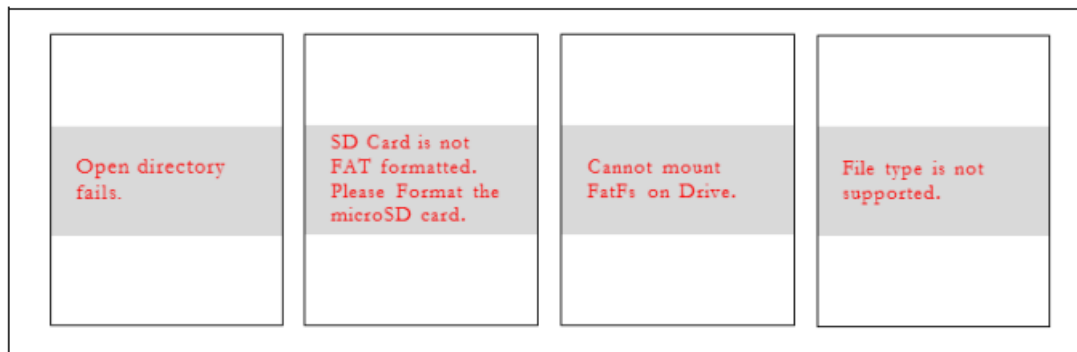 Open directory
fails.
SD Card is not
FAT formatted.
Please Format the
microSD card.
Cannot mount
FatFs on Drive.
File type is not
supported.